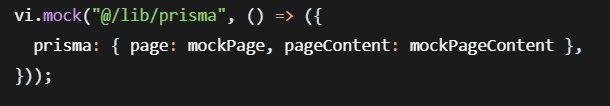 vi.mock("@/lib/prisma", () => ({
  prisma: { page: mockPage, pageContent: mockPageContent },
}));